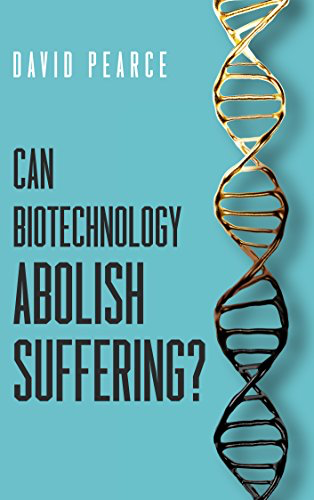 DAVID PEARCE
CAN
BIOTECHNOLOGY
ABOLISH
SUFFERING?